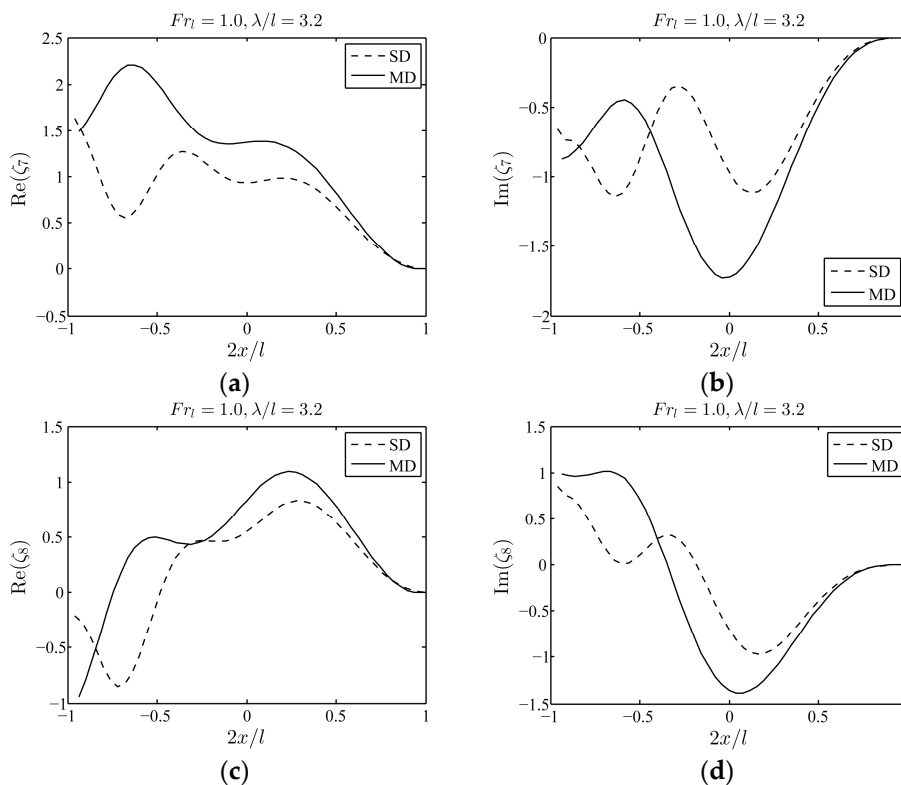 Fr_l = 1.0, λ/l = 3.2
2.5
2
1.5
1
0.5
0
−0.5
Re(ζ7)
SD
MD
−1
−0.5
0
0.5
1
2x/l
(a)
Fr_l = 1.0, λ/l = 3.2
0
−0.5
−1
−1.5
−2
Im(ζ7)
SD
MD
−1
−0.5
0
0.5
2x/l
(b)
Fr_l = 1.0, λ/l = 3.2
1.5
1
0.5
0
−0.5
−1
Re(ζ8)
SD
MD
−1
−0.5
0
0.5
1
2x/l
(c)
Fr_l = 1.0, λ/l = 3.2
1.5
1
0.5
0
−0.5
−1
−1.5
Im(ζ8)
SD
MD
−1
−0.5
0
0.5
2x/l
(d)